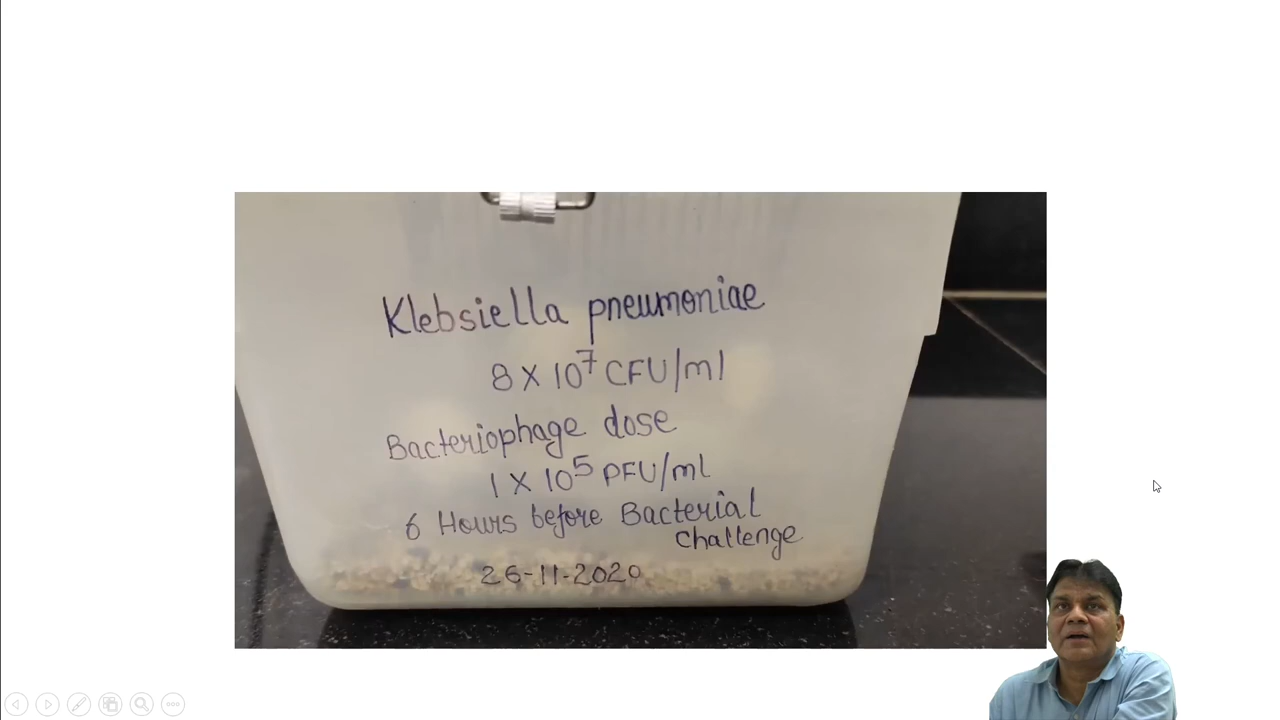 Klebsiella pneumoniae
8 X 10⁷ CFU/ml
Bacteriophage dose
1 X 10⁵ PFU/ml
6 Hours before Bacterial
Challenge
26-11-2020